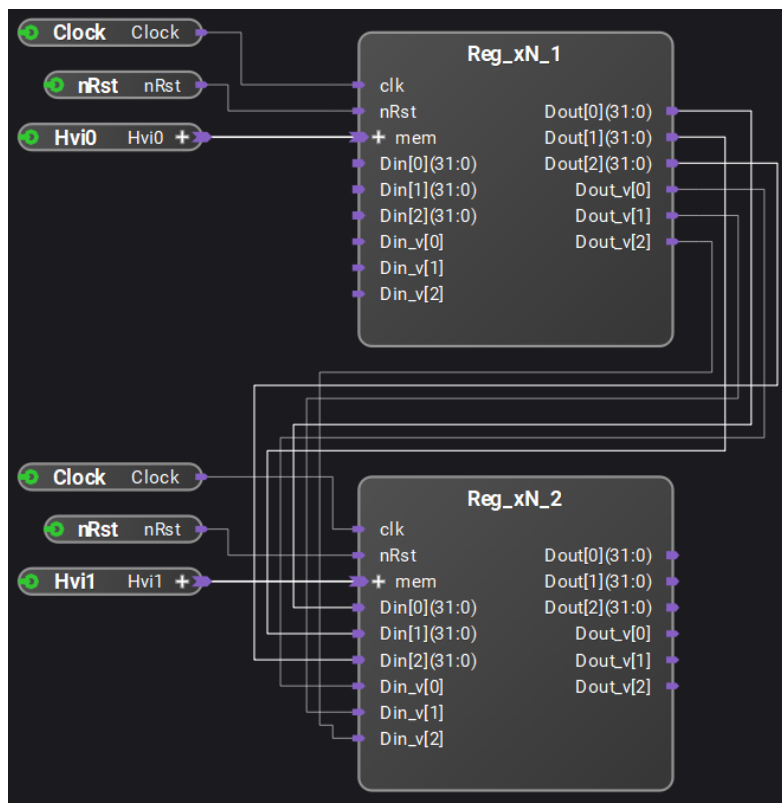 Clock Clock
nRst nRst
Hvi0 Hvi0
Reg_xN_1
clk
nRst Dout[0](31:0)
mem Dout[1](31:0)
Din[0](31:0) Dout[2](31:0)
Din[1](31:0) Dout_v[0]
Din[2](31:0) Dout_v[1]
Din_v[0] Dout_v[2]
Din_v[1]
Din_v[2]
Clock Clock
nRst nRst
Hvi1 Hvi1
Reg_xN_2
clk
nRst Dout[0](31:0)
mem Dout[1](31:0)
Din[0](31:0) Dout[2](31:0)
Din[1](31:0) Dout_v[0]
Din[2](31:0) Dout_v[1]
Din_v[0] Dout_v[2]
Din_v[1]
Din_v[2]